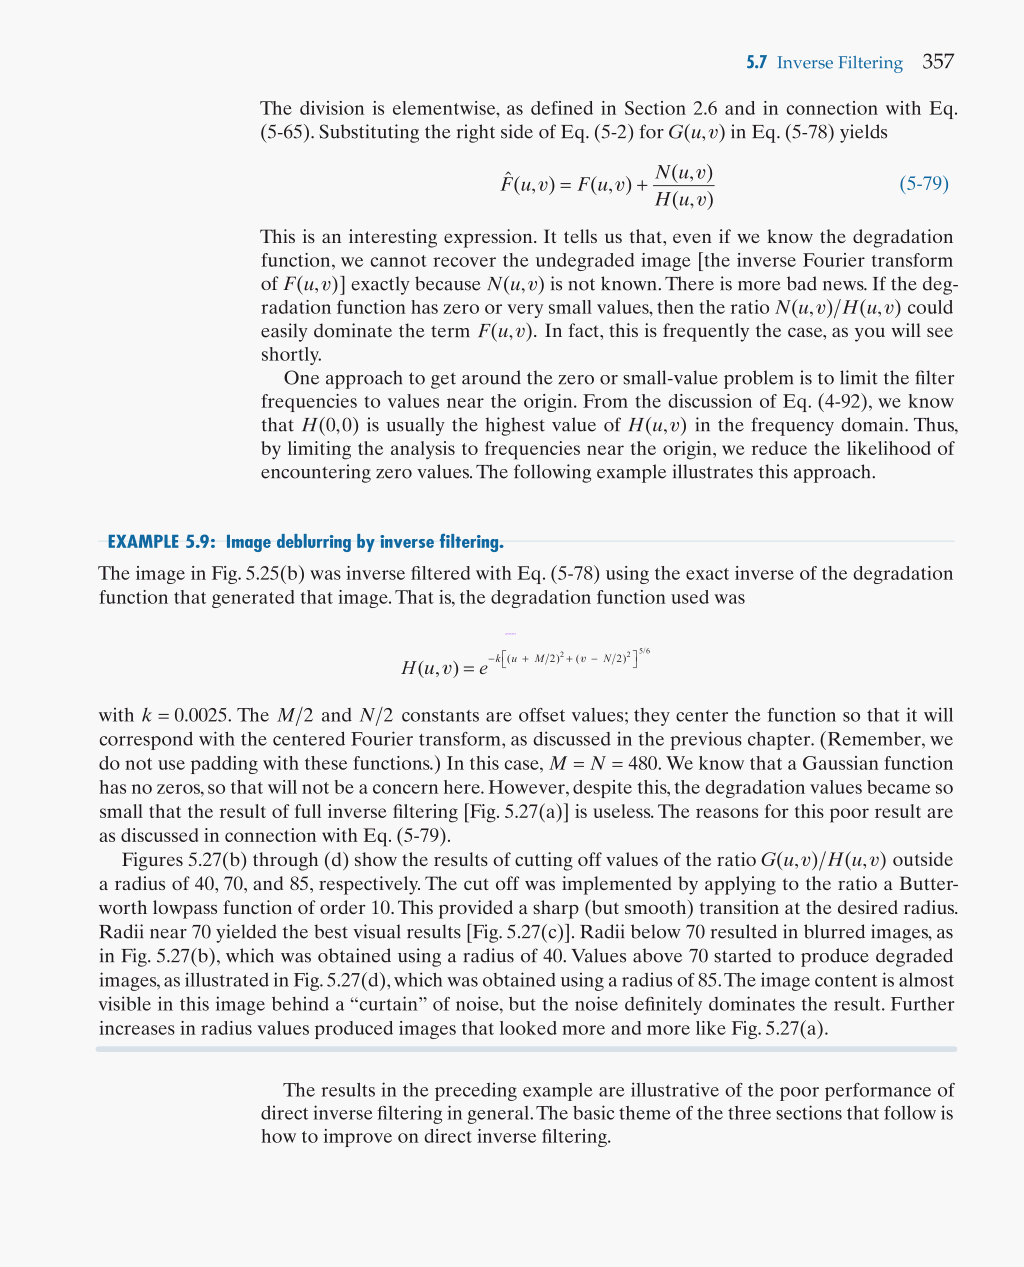 5.7 Inverse Filtering 357
The division is elementwise, as defined in Section 2.6 and in connection with Eq.
(5-65). Substituting the right side of Eq. (5-2) for G(u,v) in Eq. (5-78) yields
F̂(u,v) = F(u,v) + N(u,v)/H(u,v) (5-79)
This is an interesting expression. It tells us that, even if we know the degradation
function, we cannot recover the undegraded image [the inverse Fourier transform
of F(u,v)] exactly because N(u,v) is not known. There is more bad news. If the deg-
radation function has zero or very small values, then the ratio N(u,v)/H(u,v) could
easily dominate the term F(u,v). In fact, this is frequently the case, as you will see
shortly.
One approach to get around the zero or small-value problem is to limit the filter
frequencies to values near the origin. From the discussion of Eq. (4-92), we know
that H(0,0) is usually the highest value of H(u,v) in the frequency domain. Thus,
by limiting the analysis to frequencies near the origin, we reduce the likelihood of
encountering zero values. The following example illustrates this approach.
EXAMPLE 5.9: Image deblurring by inverse filtering.
The image in Fig. 5.25(b) was inverse filtered with Eq. (5-78) using the exact inverse of the degradation
function that generated that image. That is, the degradation function used was
H(u,v) = e^{−k[(u + M/2)² + (v − N/2)²]^{5/6}}
with k = 0.0025. The M/2 and N/2 constants are offset values; they center the function so that it will
correspond with the centered Fourier transform, as discussed in the previous chapter. (Remember, we
do not use padding with these functions.) In this case, M = N = 480. We know that a Gaussian function
has no zeros, so that will not be a concern here. However, despite this, the degradation values became so
small that the result of full inverse filtering [Fig. 5.27(a)] is useless. The reasons for this poor result are
as discussed in connection with Eq. (5-79).
Figures 5.27(b) through (d) show the results of cutting off values of the ratio G(u,v)/H(u,v) outside
a radius of 40, 70, and 85, respectively. The cut off was implemented by applying to the ratio a Butter-
worth lowpass function of order 10. This provided a sharp (but smooth) transition at the desired radius.
Radii near 70 yielded the best visual results [Fig. 5.27(c)]. Radii below 70 resulted in blurred images, as
in Fig. 5.27(b), which was obtained using a radius of 40. Values above 70 started to produce degraded
images, as illustrated in Fig. 5.27(d), which was obtained using a radius of 85. The image content is almost
visible in this image behind a “curtain” of noise, but the noise definitely dominates the result. Further
increases in radius values produced images that looked more and more like Fig. 5.27(a).
The results in the preceding example are illustrative of the poor performance of
direct inverse filtering in general. The basic theme of the three sections that follow is
how to improve on direct inverse filtering.